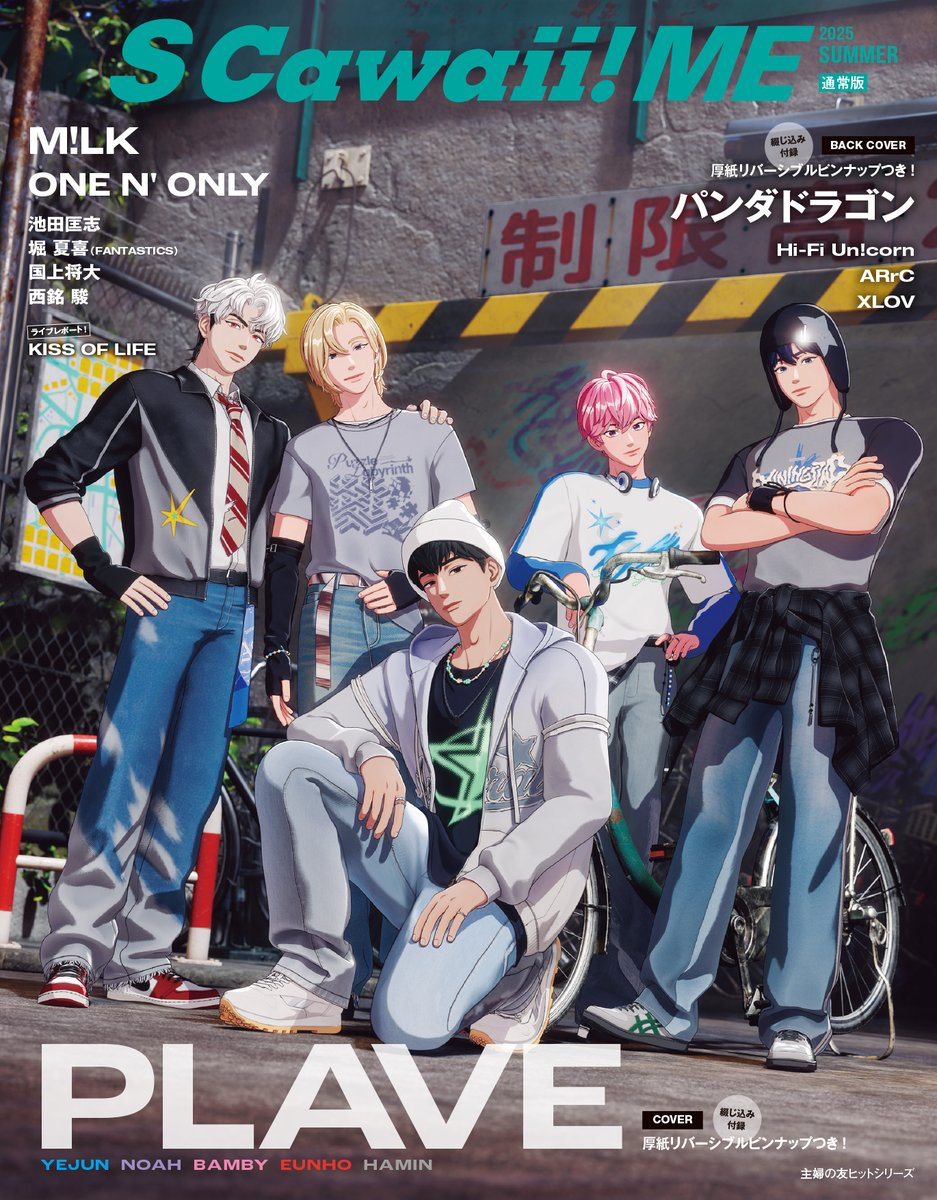 S Cawaii! ME
2025
SUMMER
通常版
M!LK
ONE N' ONLY
池田匡志
堀 夏喜(FANTASTICS)
国上将大
西銘 駿
ライブレポート!
KISS OF LIFE
綴じ込み
付録
BACK COVER
厚紙リバーシブルピンナップつき!
パンダドラゴン
Hi-Fi Un!corn
ARrC
XLOV
制限高
Puzzle
labyrinth
PLAVE
YEJUN NOAH BAMBY EUNHO HAMIN
COVER
綴じ込み
付録
厚紙リバーシブルピンナップつき!
主婦の友ヒットシリーズ